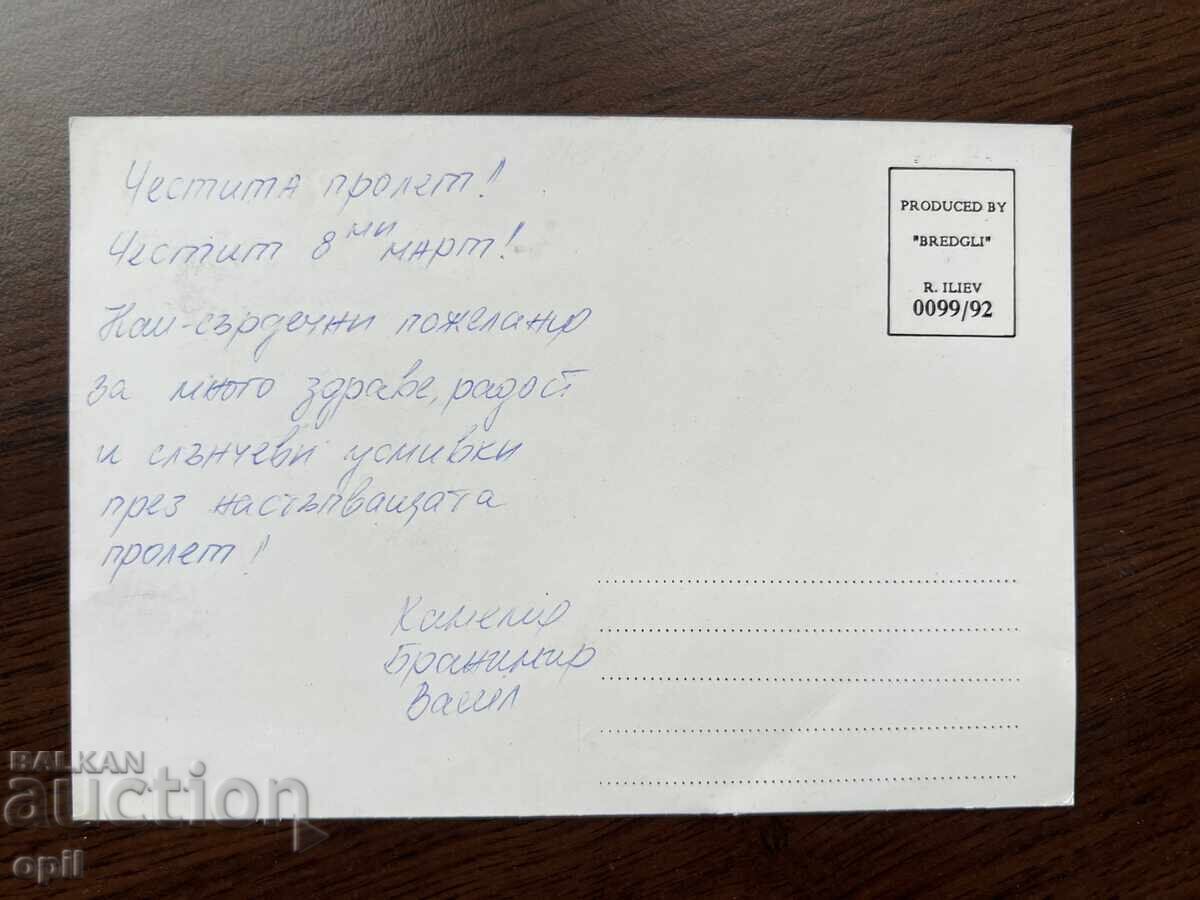 Честита пролет!
Честит 8ми март!
Най-сърдечни пожелания
за много здраве, радост
и слънчеви усмивки
през настъпващата
пролет!
Камелия
Бранимир
Васил
PRODUCED BY
"BREDGLI"
R. ILIEV
0099/92
BALKAN
auction
opil